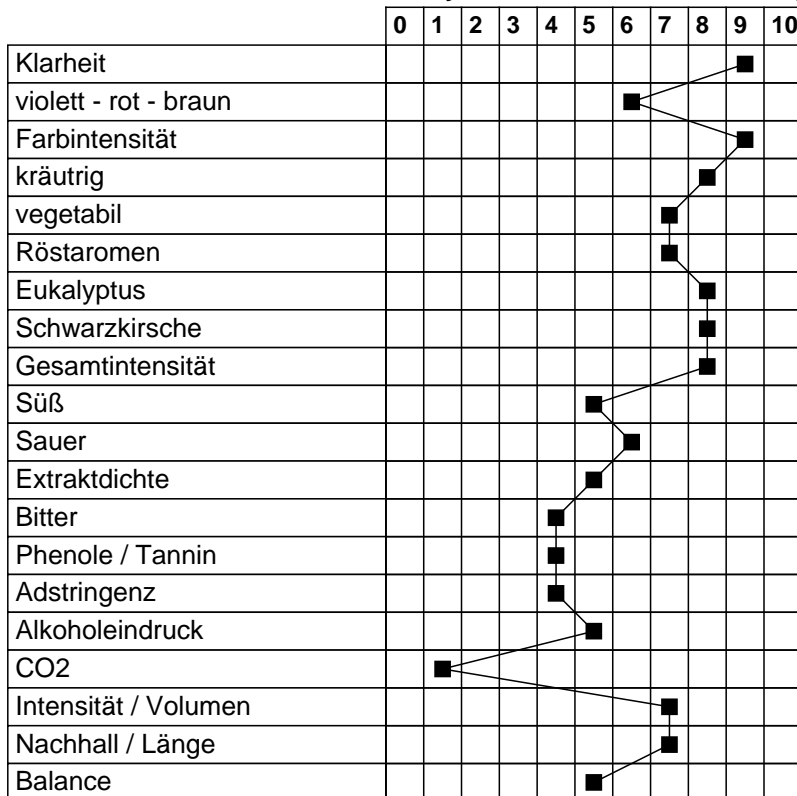 0 1 2 3 4 5 6 7 8 9 10
Klarheit
violett - rot - braun
Farbintensität
kräutrig
vegetabil
Röstaromen
Eukalyptus
Schwarzkirsche
Gesamtintensität
Süß
Sauer
Extraktdichte
Bitter
Phenole / Tannin
Adstringenz
Alkoholeindruck
CO2
Intensität / Volumen
Nachhall / Länge
Balance